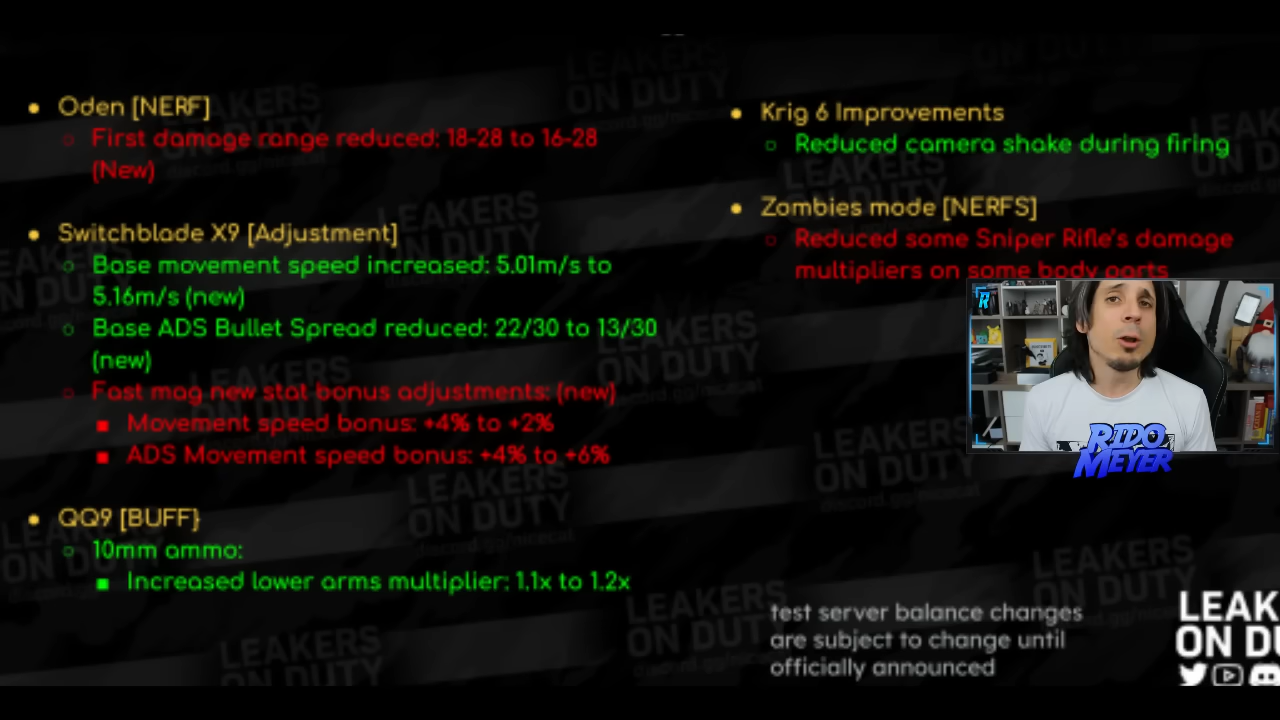 Oden [NERF]
First damage range reduced: 18-28 to 16-28
(New)
Switchblade X9 [Adjustment]
Base movement speed increased: 5.01m/s to
5.16m/s (new)
Base ADS Bullet Spread reduced: 22/30 to 13/30
(new)
Fast mag new stat bonus adjustments: (new)
Movement speed bonus: +4% to +2%
ADS Movement speed bonus: +4% to +6%
QQ9 [BUFF}
10mm ammo:
Increased lower arms multiplier: 1.1x to 1.2x
Krig 6 Improvements
Reduced camera shake during firing
Zombies mode [NERFS]
Reduced some Sniper Rifle's damage
multipliers on some body parts
RIDO
MEYER
test server balance changes
are subject to change until
officially announced
LEAK
ON DU
LEAKERS
ON DUTY